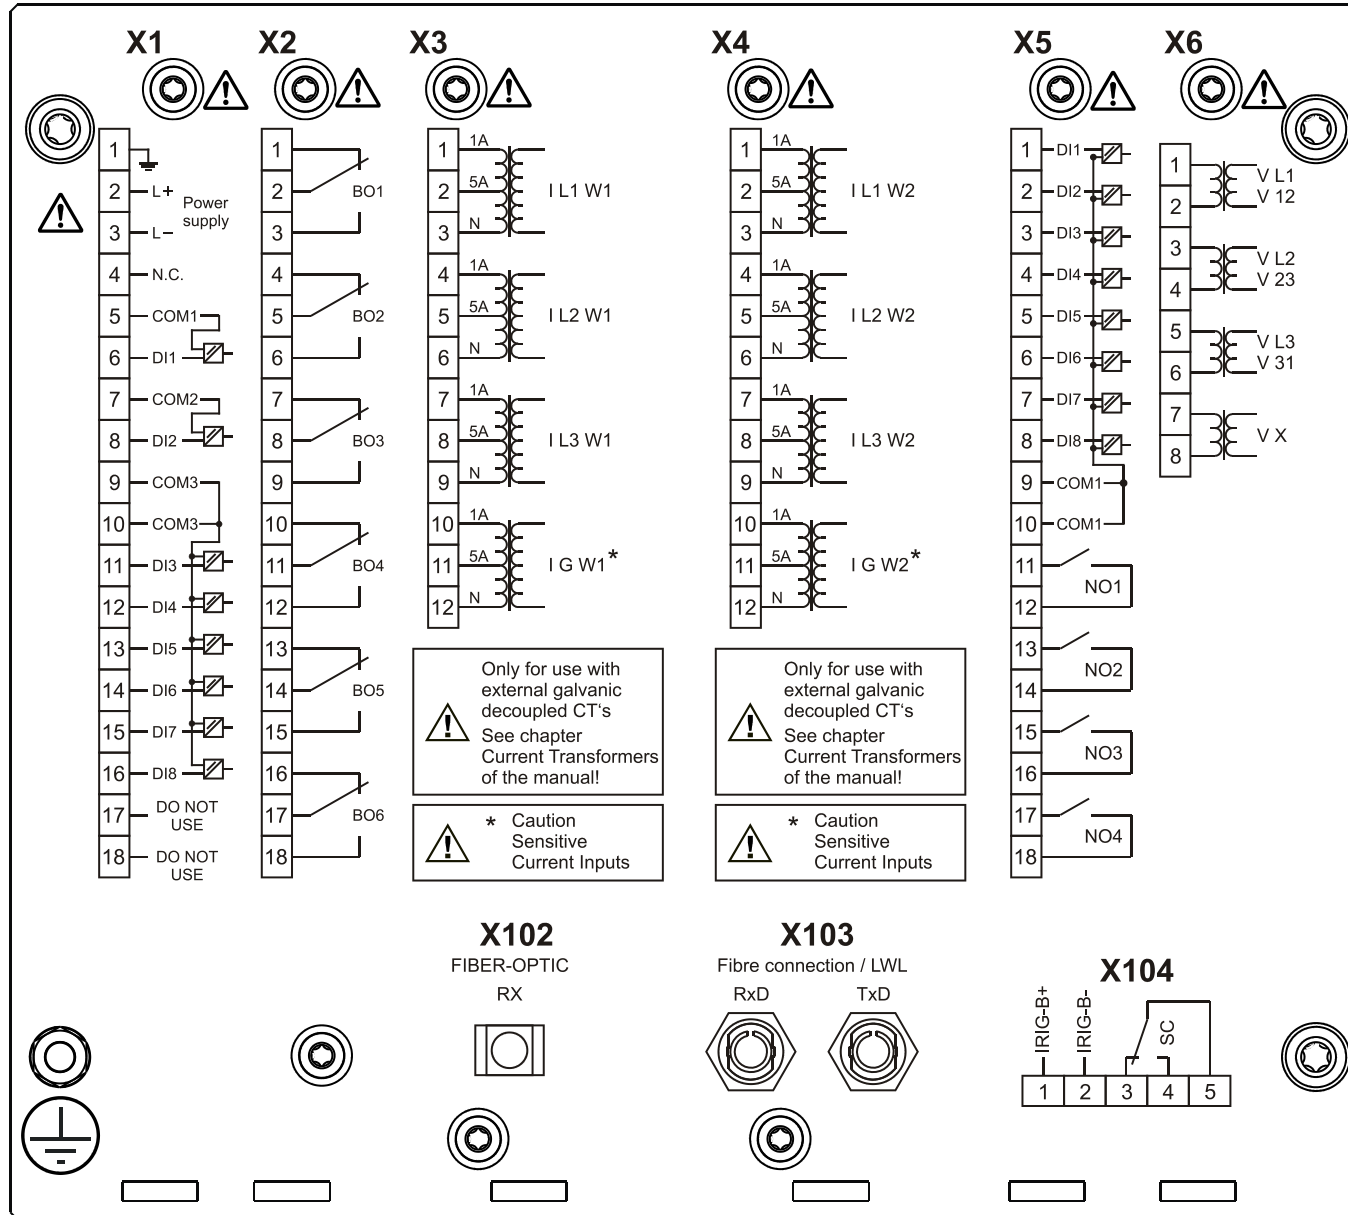 X1 X2 X3 X4 X5 X6
1
2 L+
Power
supply
3 L–
4 N.C.
5 COM1
6 DI1
7 COM2
8 DI2
9 COM3
10 COM3
11 DI3
12 DI4
13 DI5
14 DI6
15 DI7
16 DI8
17 DO NOT
USE
18 DO NOT
USE
1
2 BO1
3
4
5 BO2
6
7
8 BO3
9
10
11 BO4
12
13
14 BO5
15
16
17 BO6
18
1 1A
2 5A I L1 W1
3 N
4 1A
5 5A I L2 W1
6 N
7 1A
8 5A I L3 W1
9 N
10 1A
11 5A I G W1*
12 N
Only for use with
external galvanic
decoupled CT‘s
See chapter
Current Transformers
of the manual!
* Caution
Sensitive
Current Inputs
1 1A
2 5A I L1 W2
3 N
4 1A
5 5A I L2 W2
6 N
7 1A
8 5A I L3 W2
9 N
10 1A
11 5A I G W2*
12 N
Only for use with
external galvanic
decoupled CT‘s
See chapter
Current Transformers
of the manual!
* Caution
Sensitive
Current Inputs
1 DI1
2 DI2
3 DI3
4 DI4
5 DI5
6 DI6
7 DI7
8 DI8
9 COM1
10 COM1
11
NO1
12
13
NO2
14
15
NO3
16
17
NO4
18
1 V L1
2 V 12
3 V L2
4 V 23
5 V L3
6 V 31
7
V X
8
X102
FIBER-OPTIC
RX
X103
Fibre connection / LWL
RxD TxD
X104
IRIG-B+
IRIG-B-
SC
1 2 3 4 5